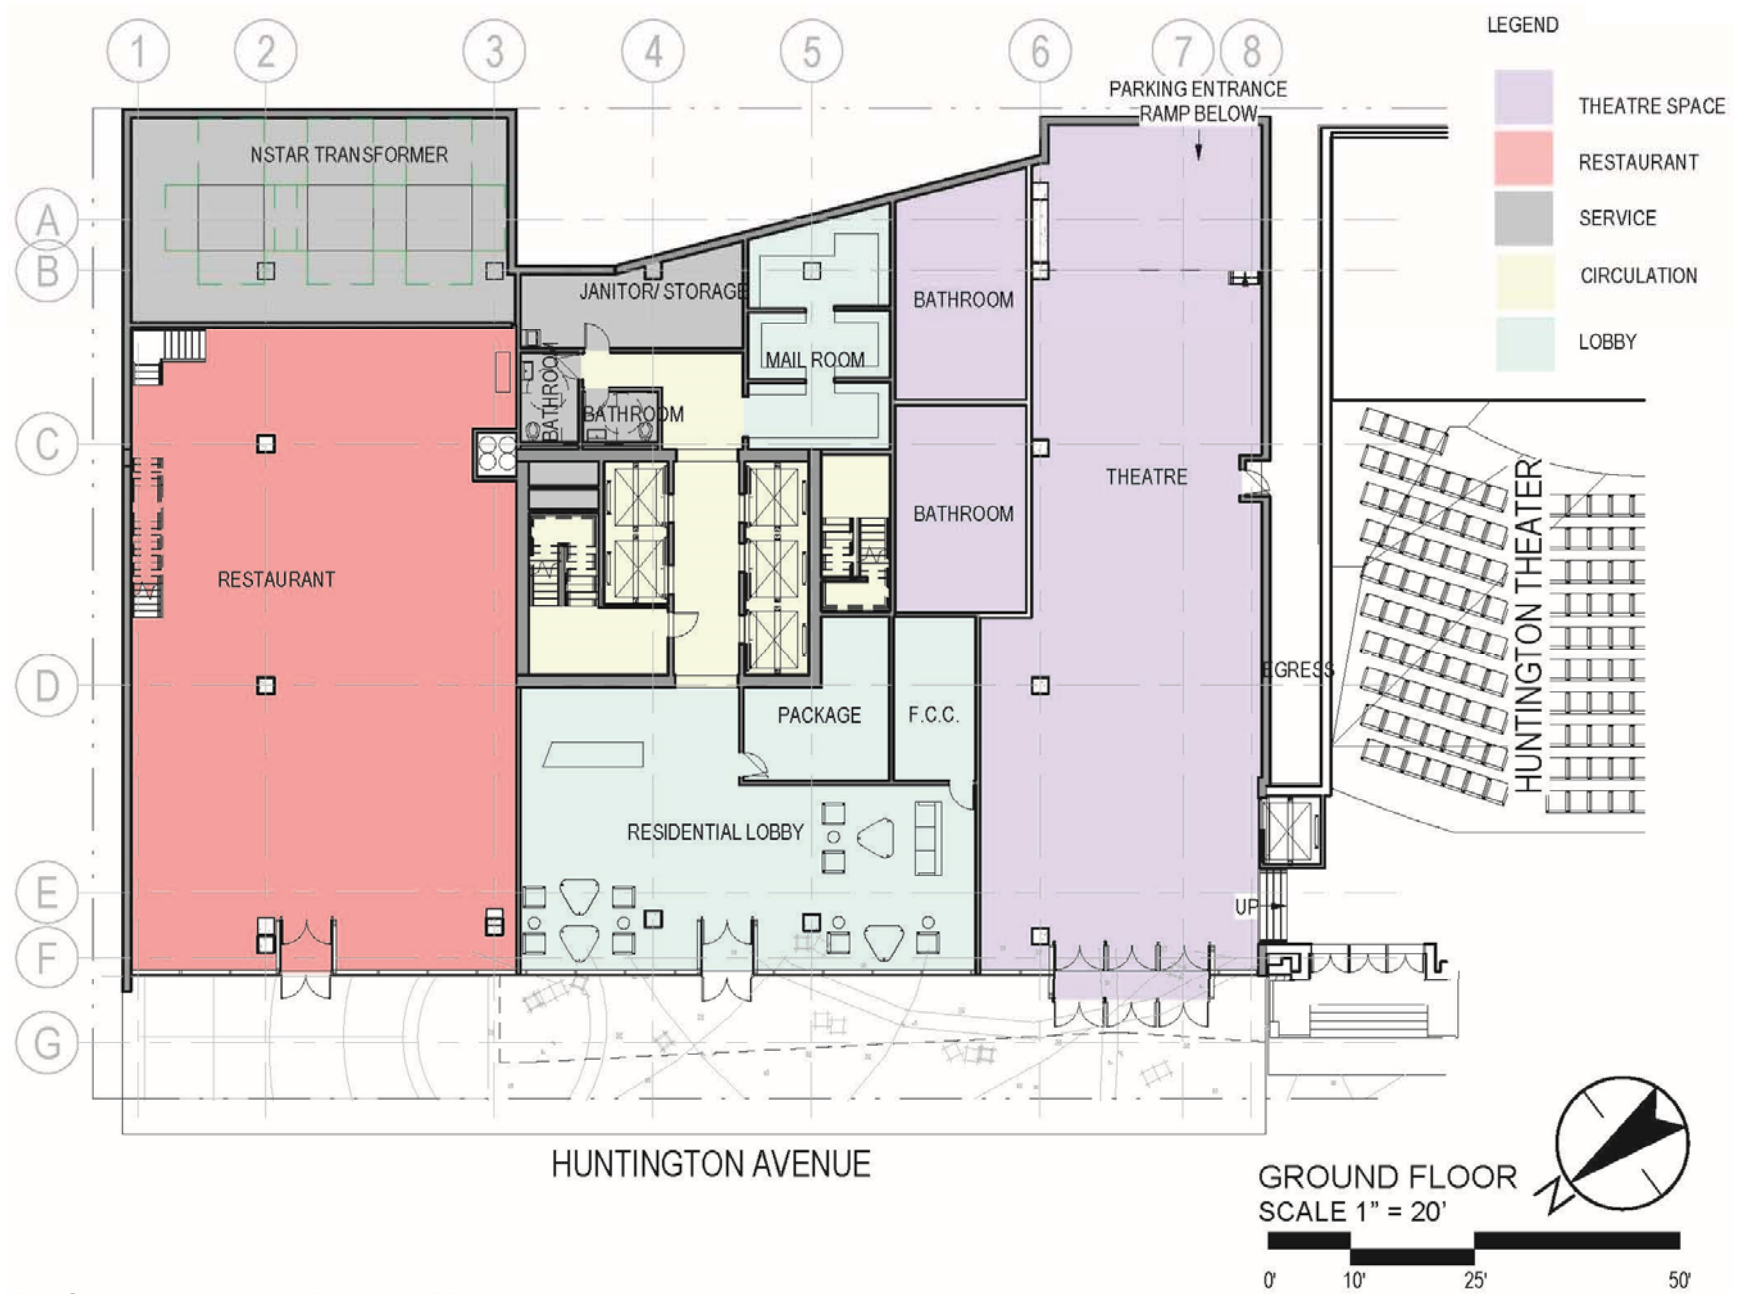 1 2 3 4 5 6 7 8
LEGEND
PARKING ENTRANCE
RAMP BELOW
THEATRE SPACE
RESTAURANT
SERVICE
CIRCULATION
LOBBY
A
B
C
D
E
F
G
NSTAR TRANSFORMER
JANITOR/ STORAGE
BATHROOM
BATHROOM
MAIL ROOM
BATHROOM
BATHROOM
THEATRE
RESTAURANT
EGRESS
HUNTINGTON THEATER
PACKAGE
F.C.C.
RESIDENTIAL LOBBY
UP
HUNTINGTON AVENUE
GROUND FLOOR
SCALE 1" = 20'
0' 10' 25' 50'